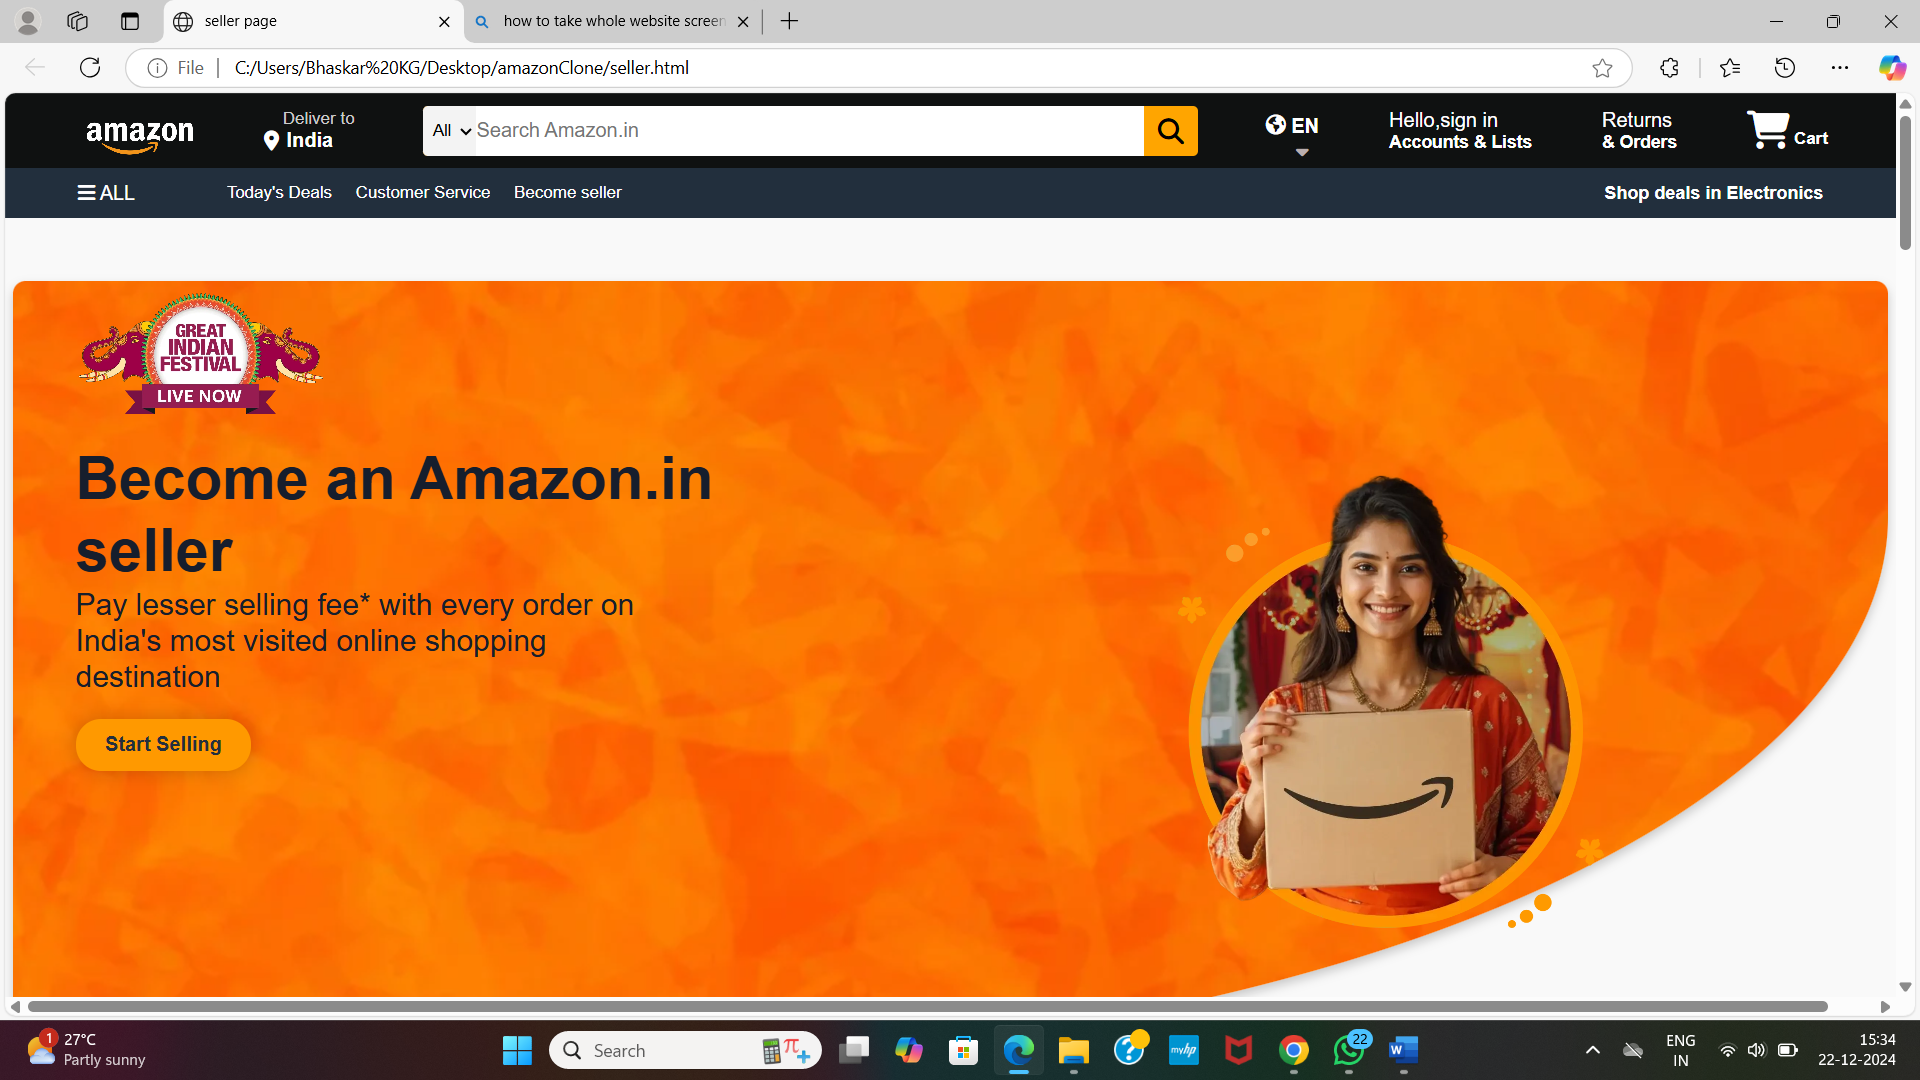 seller page
how to take whole website screen
File
C:/Users/Bhaskar%20KG/Desktop/amazonClone/seller.html
amazon
Deliver to
India
All
Search Amazon.in
EN
Hello,sign in
Accounts & Lists
Returns
& Orders
Cart
ALL
Today's Deals
Customer Service
Become seller
Shop deals in Electronics
GREAT
INDIAN
FESTIVAL
LIVE NOW
Become an Amazon.in
seller
Pay lesser selling fee* with every order on
India's most visited online shopping
destination
Start Selling
1
27°C
Partly sunny
Search
myhp
22
W
ENG
IN
15:34
22-12-2024